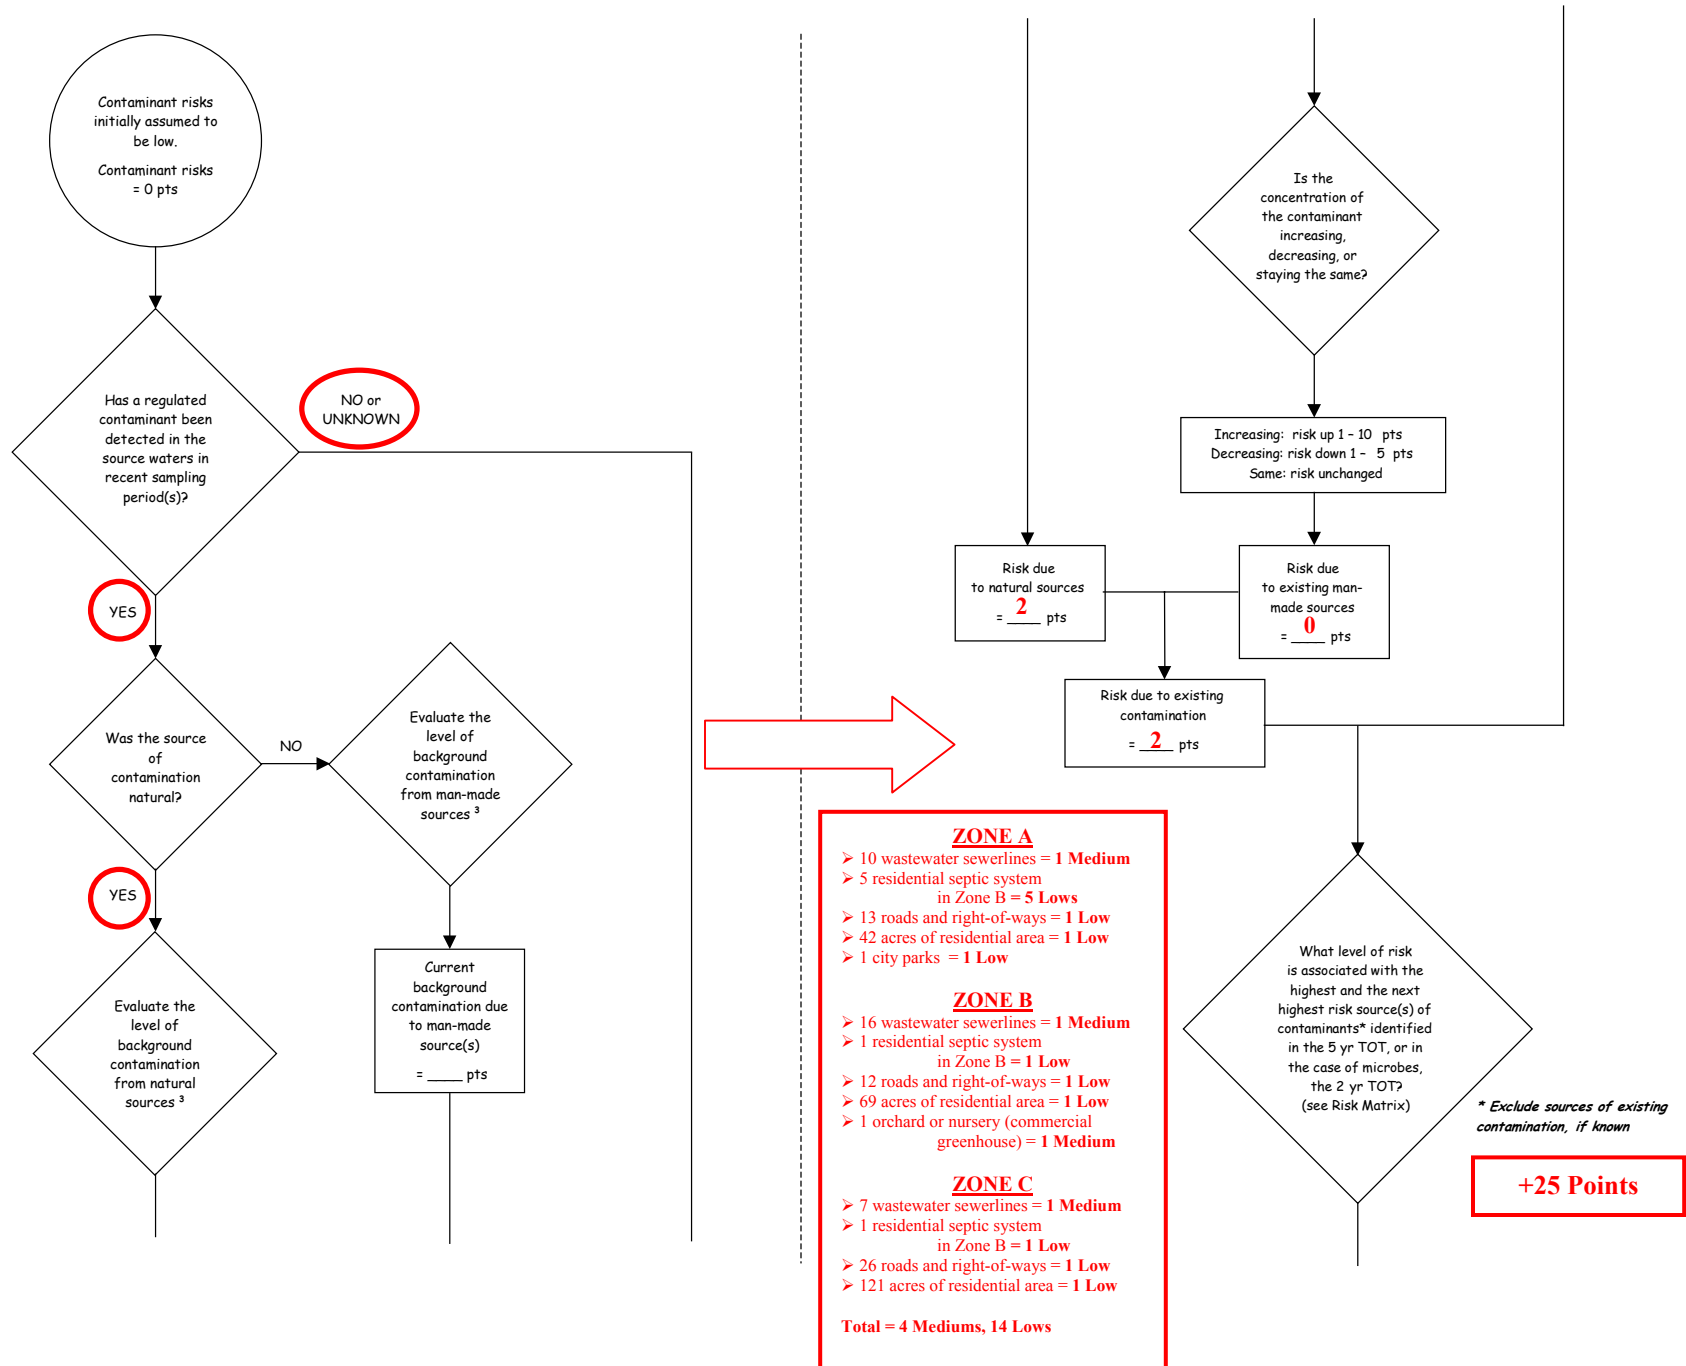 Contaminant risks
initially assumed to
be low.
Contaminant risks
= 0 pts
Has a regulated
contaminant been
detected in the
source waters in
recent sampling
period(s)?
NO or
UNKNOWN
YES
Was the source
of
contamination
natural?
NO
Evaluate the
level of
background
contamination
from man-made
sources ³
YES
Evaluate the
level of
background
contamination
from natural
sources ³
Current
background
contamination due
to man-made
source(s)
= ____ pts
Is the
concentration of
the contaminant
increasing,
decreasing, or
staying the same?
Increasing: risk up 1 – 10 pts
Decreasing: risk down 1 – 5 pts
Same: risk unchanged
Risk due
to natural sources
= 2 pts
Risk due
to existing man-
made sources
= 0 pts
Risk due to existing
contamination
= 2 pts
ZONE A
➢ 10 wastewater sewerlines = 1 Medium
➢ 5 residential septic system
in Zone B = 5 Lows
➢ 13 roads and right-of-ways = 1 Low
➢ 42 acres of residential area = 1 Low
➢ 1 city parks = 1 Low
ZONE B
➢ 16 wastewater sewerlines = 1 Medium
➢ 1 residential septic system
in Zone B = 1 Low
➢ 12 roads and right-of-ways = 1 Low
➢ 69 acres of residential area = 1 Low
➢ 1 orchard or nursery (commercial
greenhouse) = 1 Medium
ZONE C
➢ 7 wastewater sewerlines = 1 Medium
➢ 1 residential septic system
in Zone B = 1 Low
➢ 26 roads and right-of-ways = 1 Low
➢ 121 acres of residential area = 1 Low
Total = 4 Mediums, 14 Lows
What level of risk
is associated with the
highest and the next
highest risk source(s) of
contaminants* identified
in the 5 yr TOT, or in
the case of microbes,
the 2 yr TOT?
(see Risk Matrix)
* Exclude sources of existing
contamination, if known
+25 Points